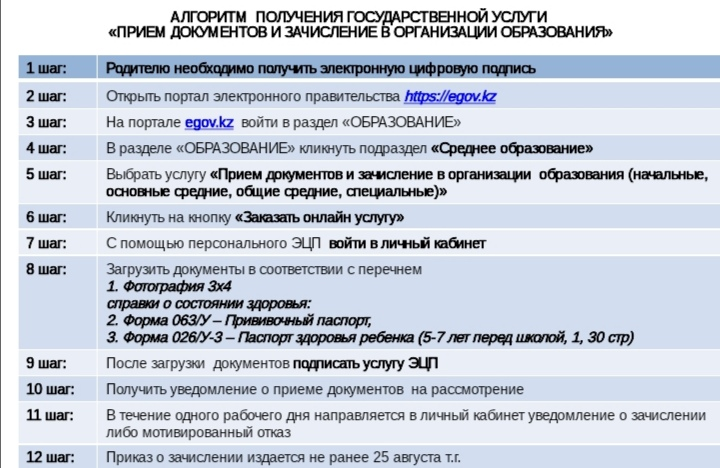 АЛГОРИТМ ПОЛУЧЕНИЯ ГОСУДАРСТВЕННОЙ УСЛУГИ
«ПРИЕМ ДОКУМЕНТОВ И ЗАЧИСЛЕНИЕ В ОРГАНИЗАЦИИ ОБРАЗОВАНИЯ»
1 шаг: Родителю необходимо получить электронную цифровую подпись
2 шаг: Открыть портал электронного правительства https://egov.kz
3 шаг: На портале egov.kz войти в раздел «ОБРАЗОВАНИЕ»
4 шаг: В разделе «ОБРАЗОВАНИЕ» кликнуть подраздел «Среднее образование»
5 шаг: Выбрать услугу «Прием документов и зачисление в организации образования (начальные,
основные средние, общие средние, специальные)»
6 шаг: Кликнуть на кнопку «Заказать онлайн услугу»
7 шаг: С помощью персонального ЭЦП войти в личный кабинет
8 шаг: Загрузить документы в соответствии с перечнем
1. Фотография 3х4
справки о состоянии здоровья:
2. Форма 063/У – Прививочный паспорт,
3. Форма 026/У-3 – Паспорт здоровья ребенка (5-7 лет перед школой, 1, 30 стр)
9 шаг: После загрузки документов подписать услугу ЭЦП
10 шаг: Получить уведомление о приеме документов на рассмотрение
11 шаг: В течение одного рабочего дня направляется в личный кабинет уведомление о зачислении
либо мотивированный отказ
12 шаг: Приказ о зачислении издается не ранее 25 августа т.г.